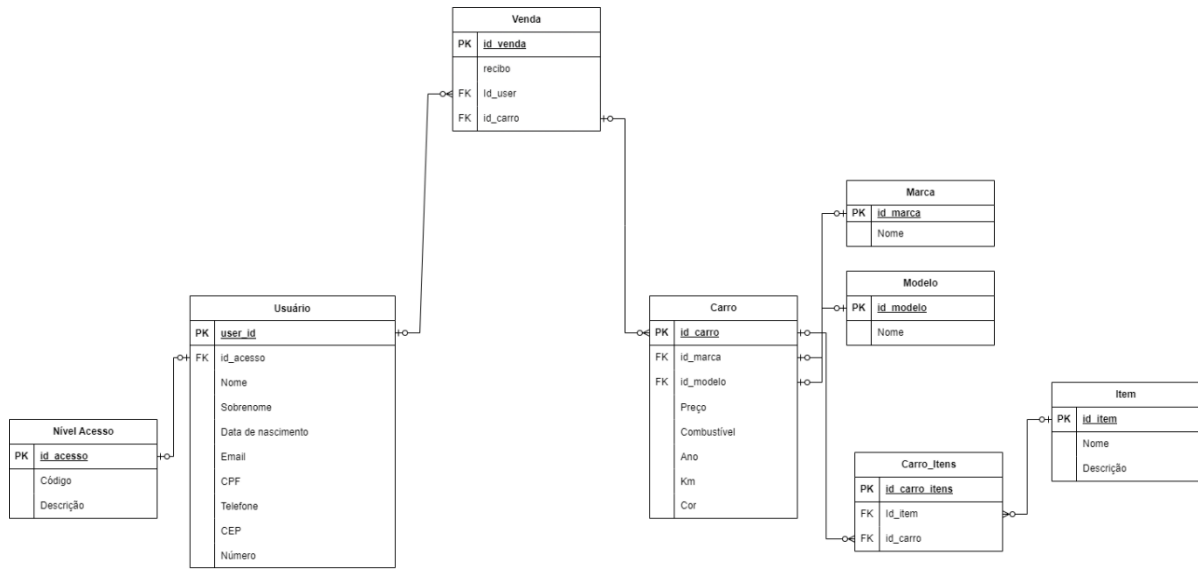 Venda
PK id_venda
recibo
FK Id_user
FK id_carro
Marca
PK id_marca
Nome
Modelo
PK id_modelo
Nome
Usuário
PK user_id
FK id_acesso
Nome
Sobrenome
Data de nascimento
Email
CPF
Telefone
CEP
Número
Carro
PK id_carro
FK id_marca
FK id_modelo
Preço
Combustível
Ano
Km
Cor
Item
PK id_item
Nome
Descrição
Nível Acesso
PK id_acesso
Código
Descrição
Carro_Itens
PK id_carro_itens
FK Id_item
FK id_carro